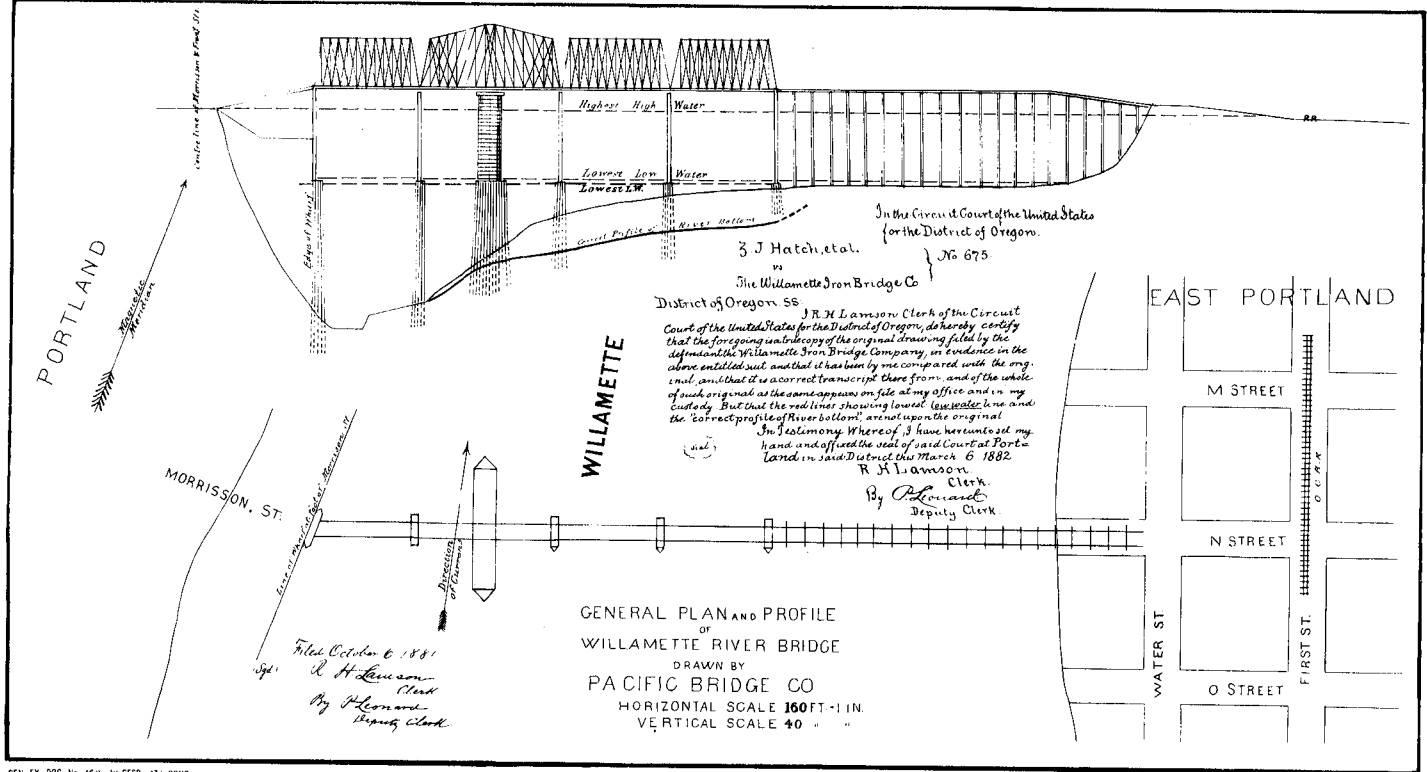 Centre line of Morrison & Front Sts.
Highest High Water
Lowest Low Water
Lowest L.W.
RR
Edge of Wharf
Correct Profile of River Bottom
PORTLAND
Magnetic
Meridian
In the Circuit Court of the United States
for the District of Oregon.
Z J Hatch, et al.
vs
The Willamette Iron Bridge Co
} No 675
District of Oregon. SS
I R. H. Lamson Clerk of the Circuit
Court of the United States for the District of Oregon, do hereby certify
that the foregoing is a true copy of the original drawing filed by the
defendant the Willamette Iron Bridge Company, in evidence in the
above entitled suit and that it has been by me compared with the orig-
inal, and that it is a correct transcript there from, and of the whole
of such original as the same appears on file at my office and in my
custody. But that the red lines showing lowest low water line and
the "correct profile of River bottom", are not upon the original
In Testimony Whereof, I have hereunto set my
hand and affixed the seal of said Court at Port=
land in said District this March 6 1882
(seal)
R H Lamson.
Clerk.
By P. Leonard
Deputy Clerk.
WILLAMETTE
EAST PORTLAND
M STREET
N STREET
O STREET
WATER ST.
FIRST ST.
O C R R
MORRISSON, ST.
Line of Wharf at foot of Morrison St
Direction
of Current
GENERAL PLAN AND PROFILE
OF
WILLAMETTE RIVER BRIDGE
DRAWN BY
PACIFIC BRIDGE CO
HORIZONTAL SCALE 160 FT - 1 IN.
VERTICAL SCALE 40 " "
Filed October 6 1881
Sgd.
R H Lamson
Clerk
By P Leonard
Deputy Clerk